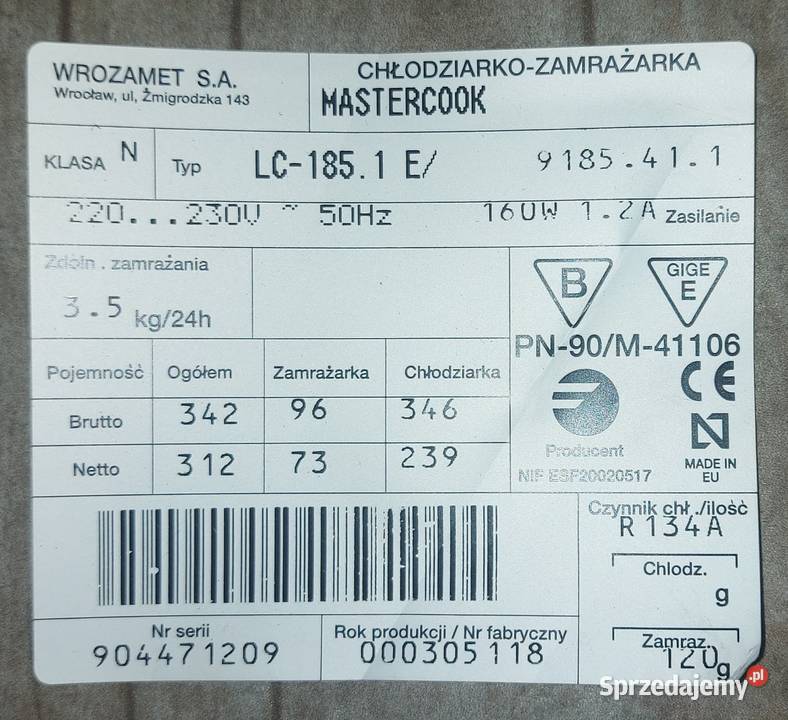 WROZAMET S.A.
Wrocław, ul, Żmigrodzka 143
CHŁODZIARKO-ZAMRAŻARKA
MASTERCOOK
KLASA N
Typ LC-185.1 E/ 9185.41.1
220...230V ~ 50Hz 160W 1.2A Zasilanie
Zdoln. zamrażania
3.5 kg/24h
B
GIGE
E
PN-90/M-41106
Pojemność Ogółem Zamrażarka Chłodziarka
Brutto 342 96 346
Netto 312 73 239
CE
N
Producent
NIF ESF20020517
MADE IN
EU
Czynnik chł./ilość
R134A
Chlodz.
g
Zamraz.
120g
Nr serii
904471209
Rok produkcji / Nr fabryczny
000305118
Sprzedajemy.pl